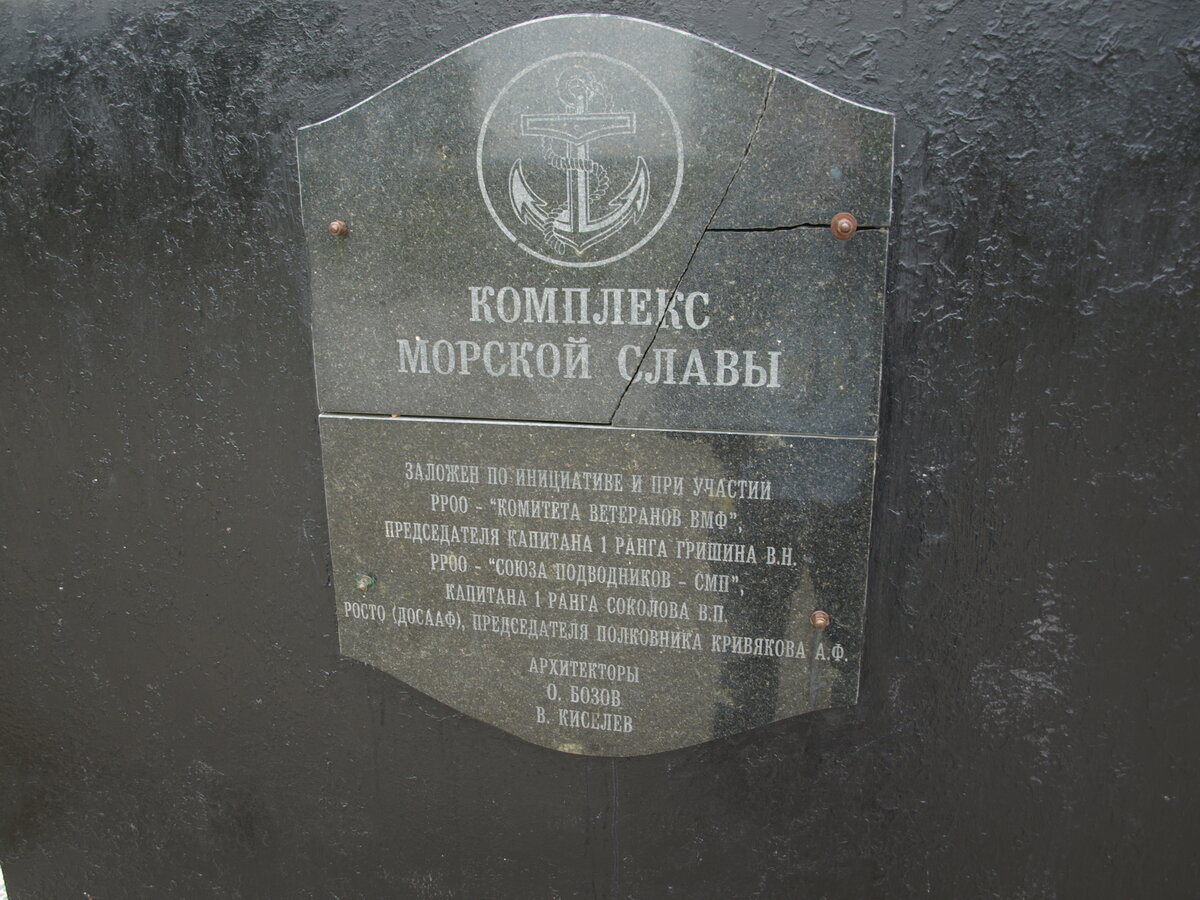 КОМПЛЕКС
МОРСКОЙ СЛАВЫ
ЗАЛОЖЕН ПО ИНИЦИАТИВЕ И ПРИ УЧАСТИИ
РРОО - "КОМИТЕТА ВЕТЕРАНОВ ВМФ",
ПРЕДСЕДАТЕЛЯ КАПИТАНА 1 РАНГА ГРИШИНА В.Н.
РРОО - "СОЮЗА ПОДВОДНИКОВ - СМП",
КАПИТАНА 1 РАНГА СОКОЛОВА В.П.
РОСТО (ДОСААФ), ПРЕДСЕДАТЕЛЯ ПОЛКОВНИКА КРИВЯКОВА А.Ф.
АРХИТЕКТОРЫ
О. БОЗОВ
В. КИСЕЛЕВ